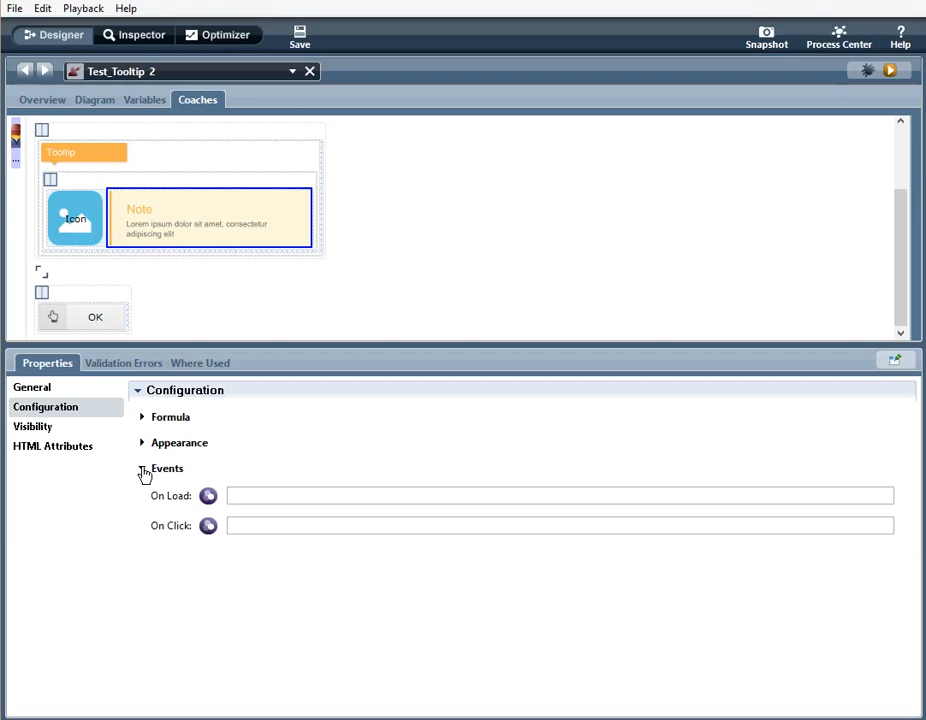 File Edit Playback Help
Designer Inspector Optimizer Save Snapshot Process Center Help
Test_Tooltip 2
Overview Diagram Variables Coaches
...
Tooltip
Icon
Note
Lorem ipsum dolor sit amet, consectetur
adipiscing elit
OK
Properties Validation Errors Where Used
General
Configuration
Visibility
HTML Attributes
Configuration
Formula
Appearance
Events
On Load:
On Click: